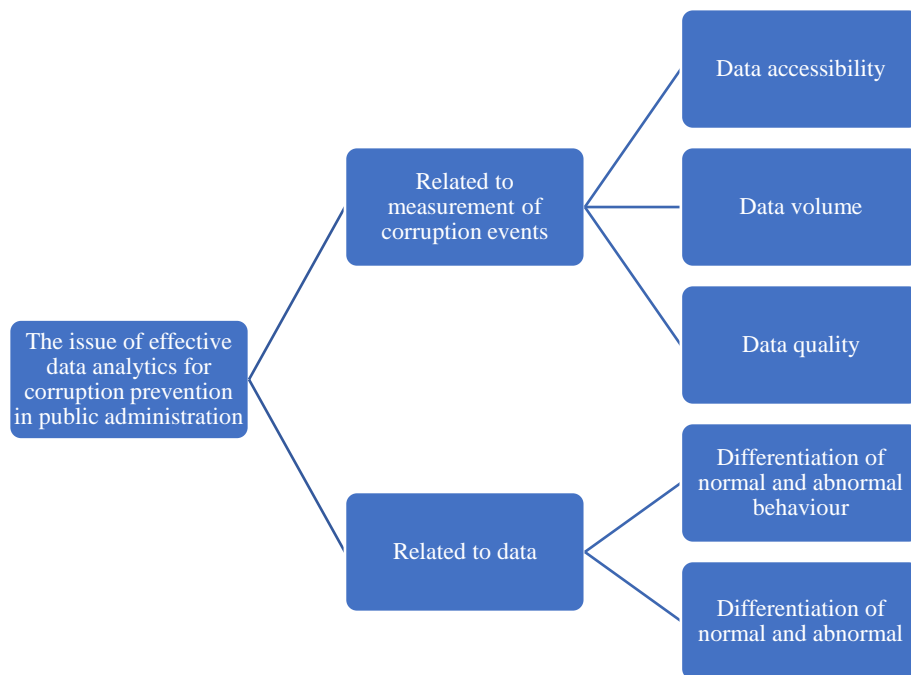 The issue of effective
data analytics for
corruption prevention
in public administration
Related to
measurement of
corruption events
Data accessibility
Data volume
Data quality
Related to data
Differentiation of
normal and abnormal
behaviour
Differentiation of
normal and abnormal